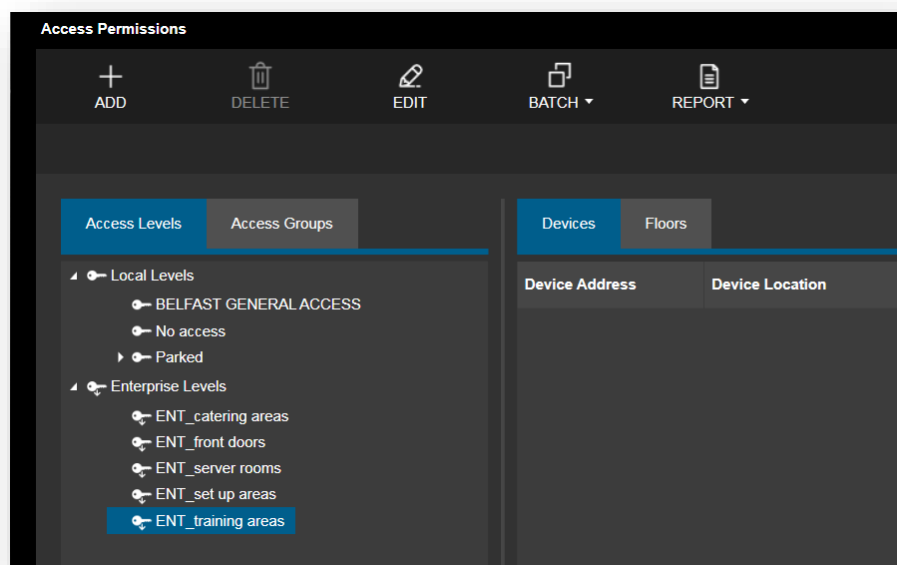 Access Permissions
ADD
DELETE
EDIT
BATCH
REPORT
Access Levels
Access Groups
Devices
Floors
Local Levels
BELFAST GENERAL ACCESS
No access
Parked
Enterprise Levels
ENT_catering areas
ENT_front doors
ENT_server rooms
ENT_set up areas
ENT_training areas
Device Address
Device Location